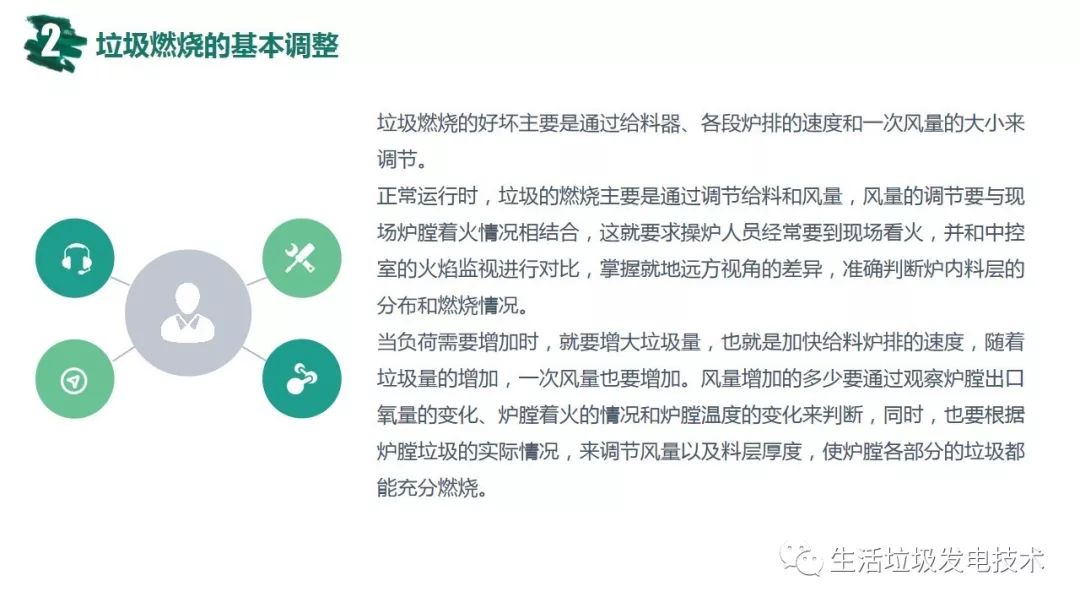 2 垃圾燃烧的基本调整
垃圾燃烧的好坏主要是通过给料器、各段炉排的速度和一次风量的大小来
调节。
正常运行时，垃圾的燃烧主要是通过调节给料和风量，风量的调节要与现
场炉膛着火情况相结合，这就要求操炉人员经常要到现场看火，并和中控
室的火焰监视进行对比，掌握就地远方视角的差异，准确判断炉内料层的
分布和燃烧情况。
当负荷需要增加时，就要增大垃圾量，也就是加快给料炉排的速度，随着
垃圾量的增加，一次风量也要增加。风量增加的多少要通过观察炉膛出口
氧量的变化、炉膛着火的情况和炉膛温度的变化来判断，同时，也要根据
炉膛垃圾的实际情况，来调节风量以及料层厚度，使炉膛各部分的垃圾都
能充分燃烧。
生活垃圾发电技术